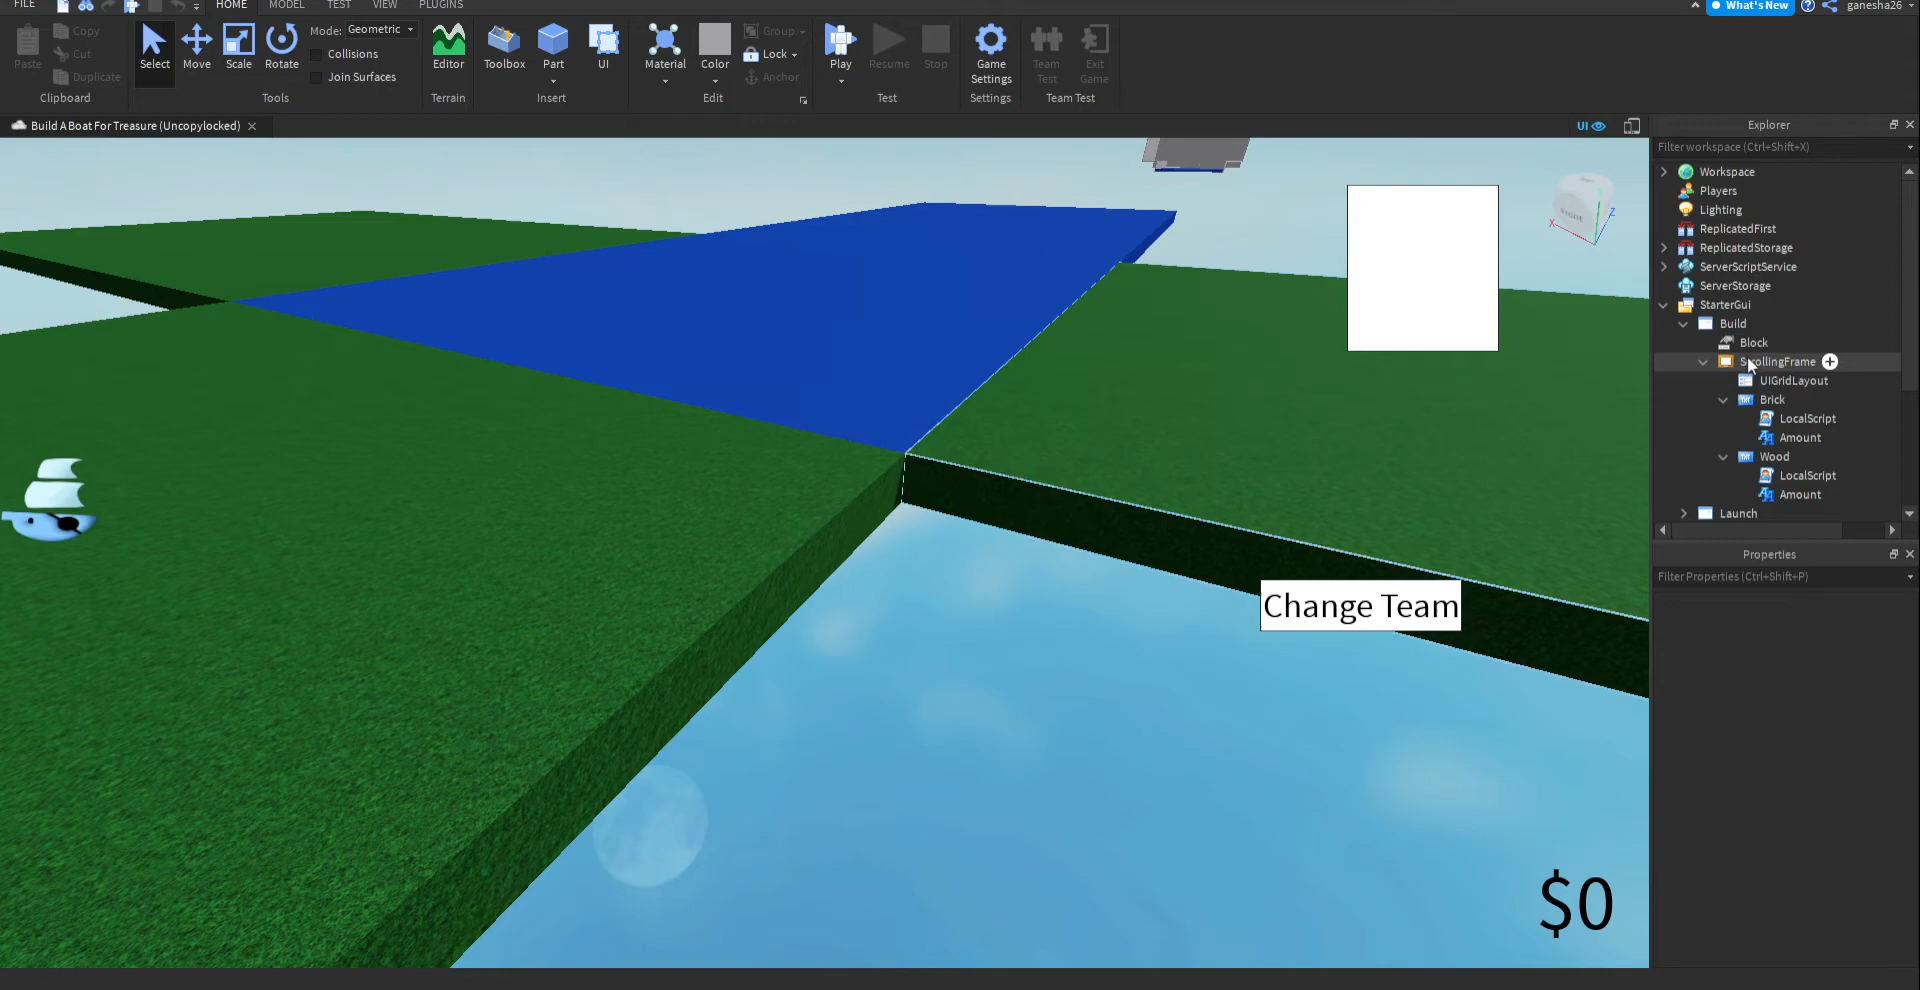 FILE HOME MODEL TEST VIEW PLUGINS What's New ganesha26
Paste Copy Cut Duplicate
Clipboard
Select Move Scale Rotate
Mode: Geometric
Collisions
Join Surfaces
Tools
Editor
Terrain
Toolbox Part UI
Insert
Material Color
Group
Lock
Anchor
Edit
Play Resume Stop
Test
Game Settings
Settings
Team Test
Exit Game
Team Test
Build A Boat For Treasure (Uncopylocked)
UI
Explorer
Filter workspace (Ctrl+Shift+X)
Workspace
Players
Lighting
ReplicatedFirst
ReplicatedStorage
ServerScriptService
ServerStorage
StarterGui
Build
Block
ScrollingFrame
UIGridLayout
Brick
LocalScript
Amount
Wood
LocalScript
Amount
Launch
Properties
Filter Properties (Ctrl+Shift+P)
Front
X
Z
Change Team
$0